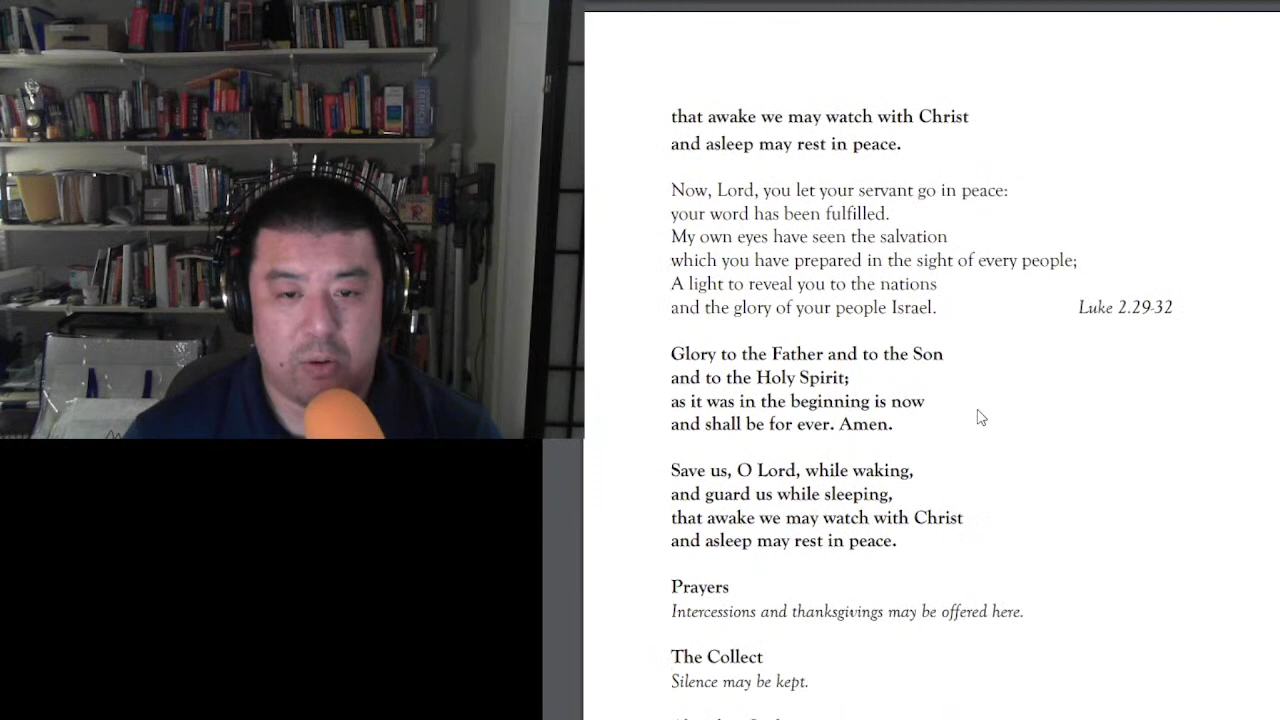 that awake we may watch with Christ
and asleep may rest in peace.
Now, Lord, you let your servant go in peace:
your word has been fulfilled.
My own eyes have seen the salvation
which you have prepared in the sight of every people;
A light to reveal you to the nations
and the glory of your people Israel. Luke 2.29-32
Glory to the Father and to the Son
and to the Holy Spirit;
as it was in the beginning is now
and shall be for ever. Amen.
Save us, O Lord, while waking,
and guard us while sleeping,
that awake we may watch with Christ
and asleep may rest in peace.
Prayers
Intercessions and thanksgivings may be offered here.
The Collect
Silence may be kept.